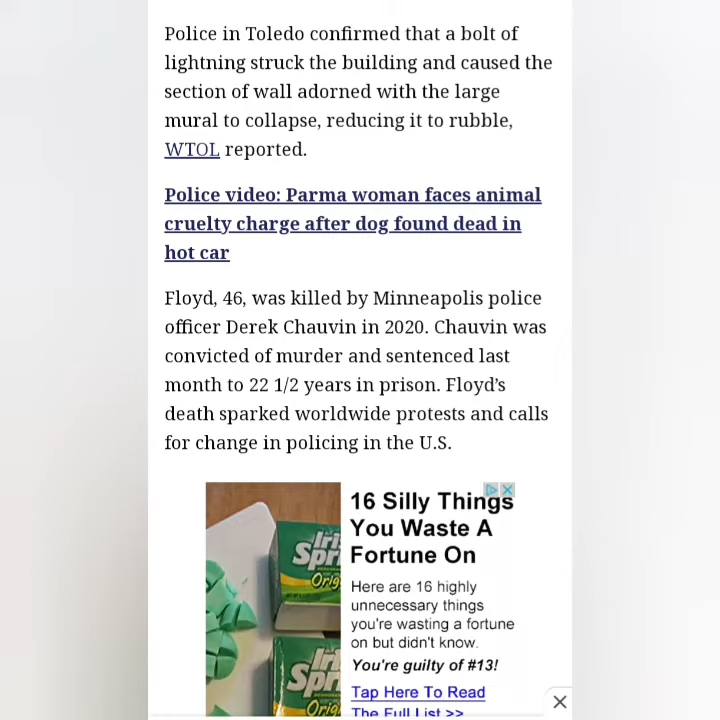 Police in Toledo confirmed that a bolt of
lightning struck the building and caused the
section of wall adorned with the large
mural to collapse, reducing it to rubble,
WTOL reported.
Police video: Parma woman faces animal
cruelty charge after dog found dead in
hot car
Floyd, 46, was killed by Minneapolis police
officer Derek Chauvin in 2020. Chauvin was
convicted of murder and sentenced last
month to 22 1/2 years in prison. Floyd's
death sparked worldwide protests and calls
for change in policing in the U.S.
16 Silly Things
You Waste A
Fortune On
Here are 16 highly
unnecessary things
you're wasting a fortune
on but didn't know.
You're guilty of #13!
Tap Here To Read
The Full List >>
Iri
Spr
Orig
Iri
Spr
Orig